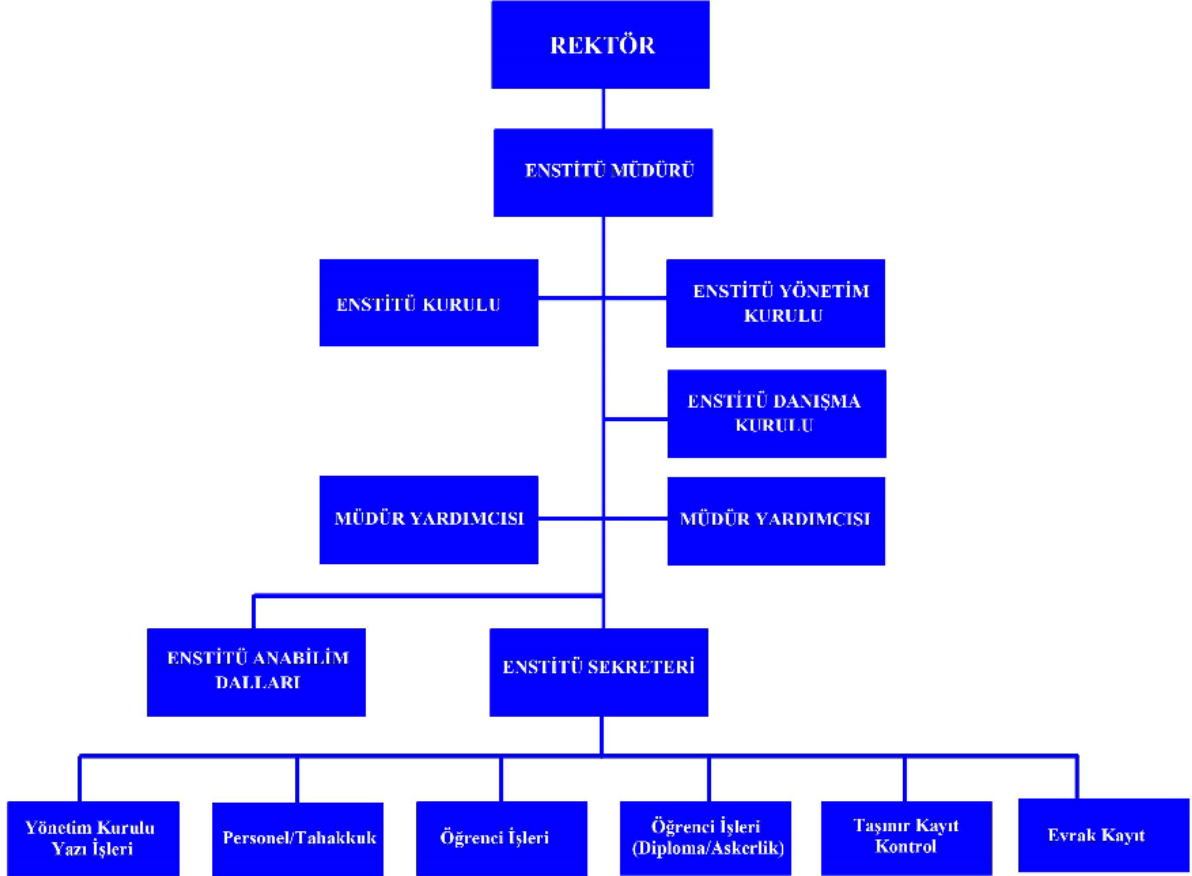 REKTÖR
ENSTİTÜ MÜDÜRÜ
ENSTİTÜ KURULU
ENSTİTÜ YÖNETİM
KURULU
ENSTİTÜ DANIŞMA
KURULU
MÜDÜR YARDIMCISI
MÜDÜR YARDIMCISI
ENSTİTÜ ANABİLİM
DALLARI
ENSTİTÜ SEKRETERİ
Yönetim Kurulu
Yazı İşleri
Personel/Tahakkuk
Öğrenci İşleri
Öğrenci İşleri
(Diploma/Askerlik)
Taşınır Kayıt
Kontrol
Evrak Kayıt